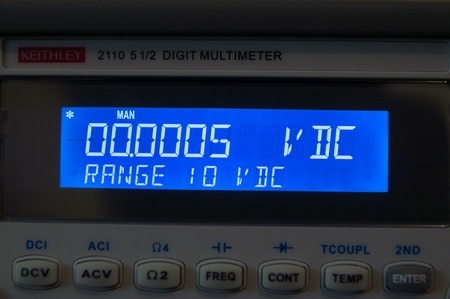 KEITHLEY 2110 5 1/2 DIGIT MULTIMETER
* MAN
00.0005 VDC
RANGE 10 VDC
DCI ACI Ω4 TCOUPL 2ND
DCV ACV Ω2 FREQ CONT TEMP ENTER